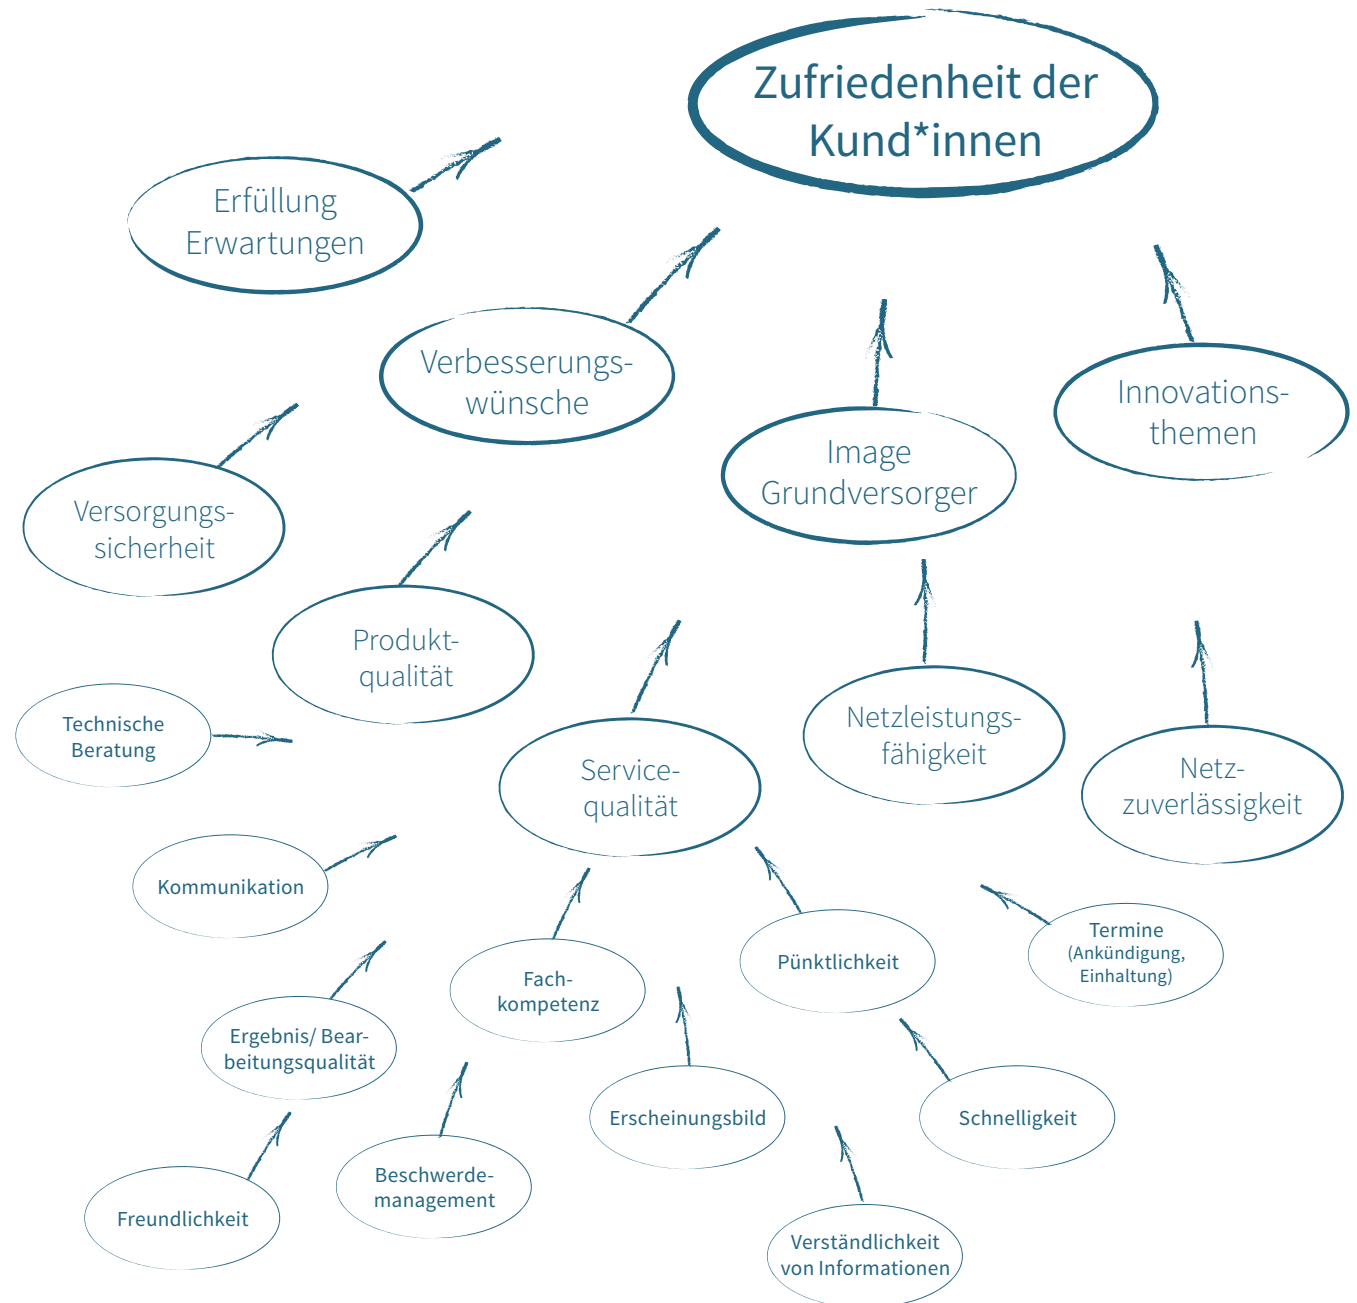 Zufriedenheit der
Kund*innen
Erfüllung
Erwartungen
Verbesserungs-
wünsche
Innovations-
themen
Image
Grundversorger
Versorgungs-
sicherheit
Produkt-
qualität
Netzleistungs-
fähigkeit
Service-
qualität
Netz-
zuverlässigkeit
Technische
Beratung
Kommunikation
Termine
(Ankündigung,
Einhaltung)
Pünktlichkeit
Fach-
kompetenz
Ergebnis/ Bear-
beitungsqualität
Erscheinungsbild
Schnelligkeit
Beschwerde-
management
Freundlichkeit
Verständlichkeit
von Informationen